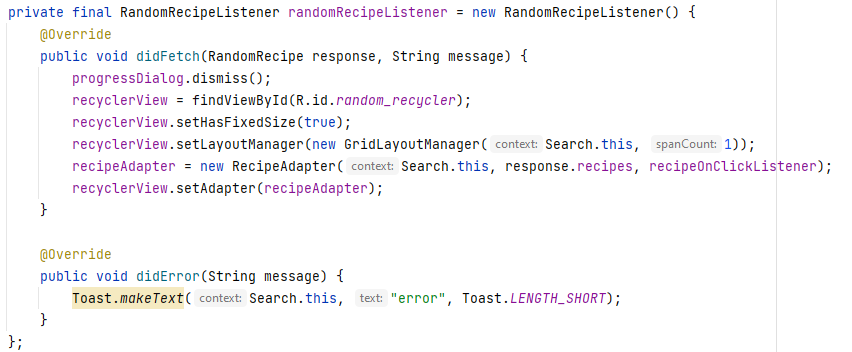 private final RandomRecipeListener randomRecipeListener = new RandomRecipeListener() {
    @Override
    public void didFetch(RandomRecipe response, String message) {
        progressDialog.dismiss();
        recyclerView = findViewById(R.id.random_recycler);
        recyclerView.setHasFixedSize(true);
        recyclerView.setLayoutManager(new GridLayoutManager( context: Search.this, spanCount: 1));
        recipeAdapter = new RecipeAdapter( context: Search.this, response.recipes, recipeOnClickListener);
        recyclerView.setAdapter(recipeAdapter);
    }

    @Override
    public void didError(String message) {
        Toast.makeText( context: Search.this, text: "error", Toast.LENGTH_SHORT);
    }
};